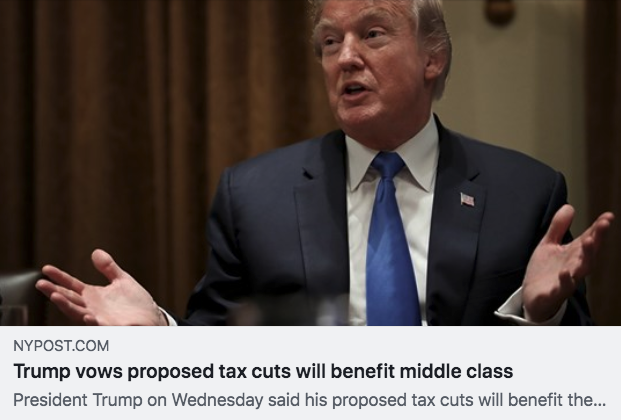 NYPOST.COM
Trump vows proposed tax cuts will benefit middle class
President Trump on Wednesday said his proposed tax cuts will benefit the...